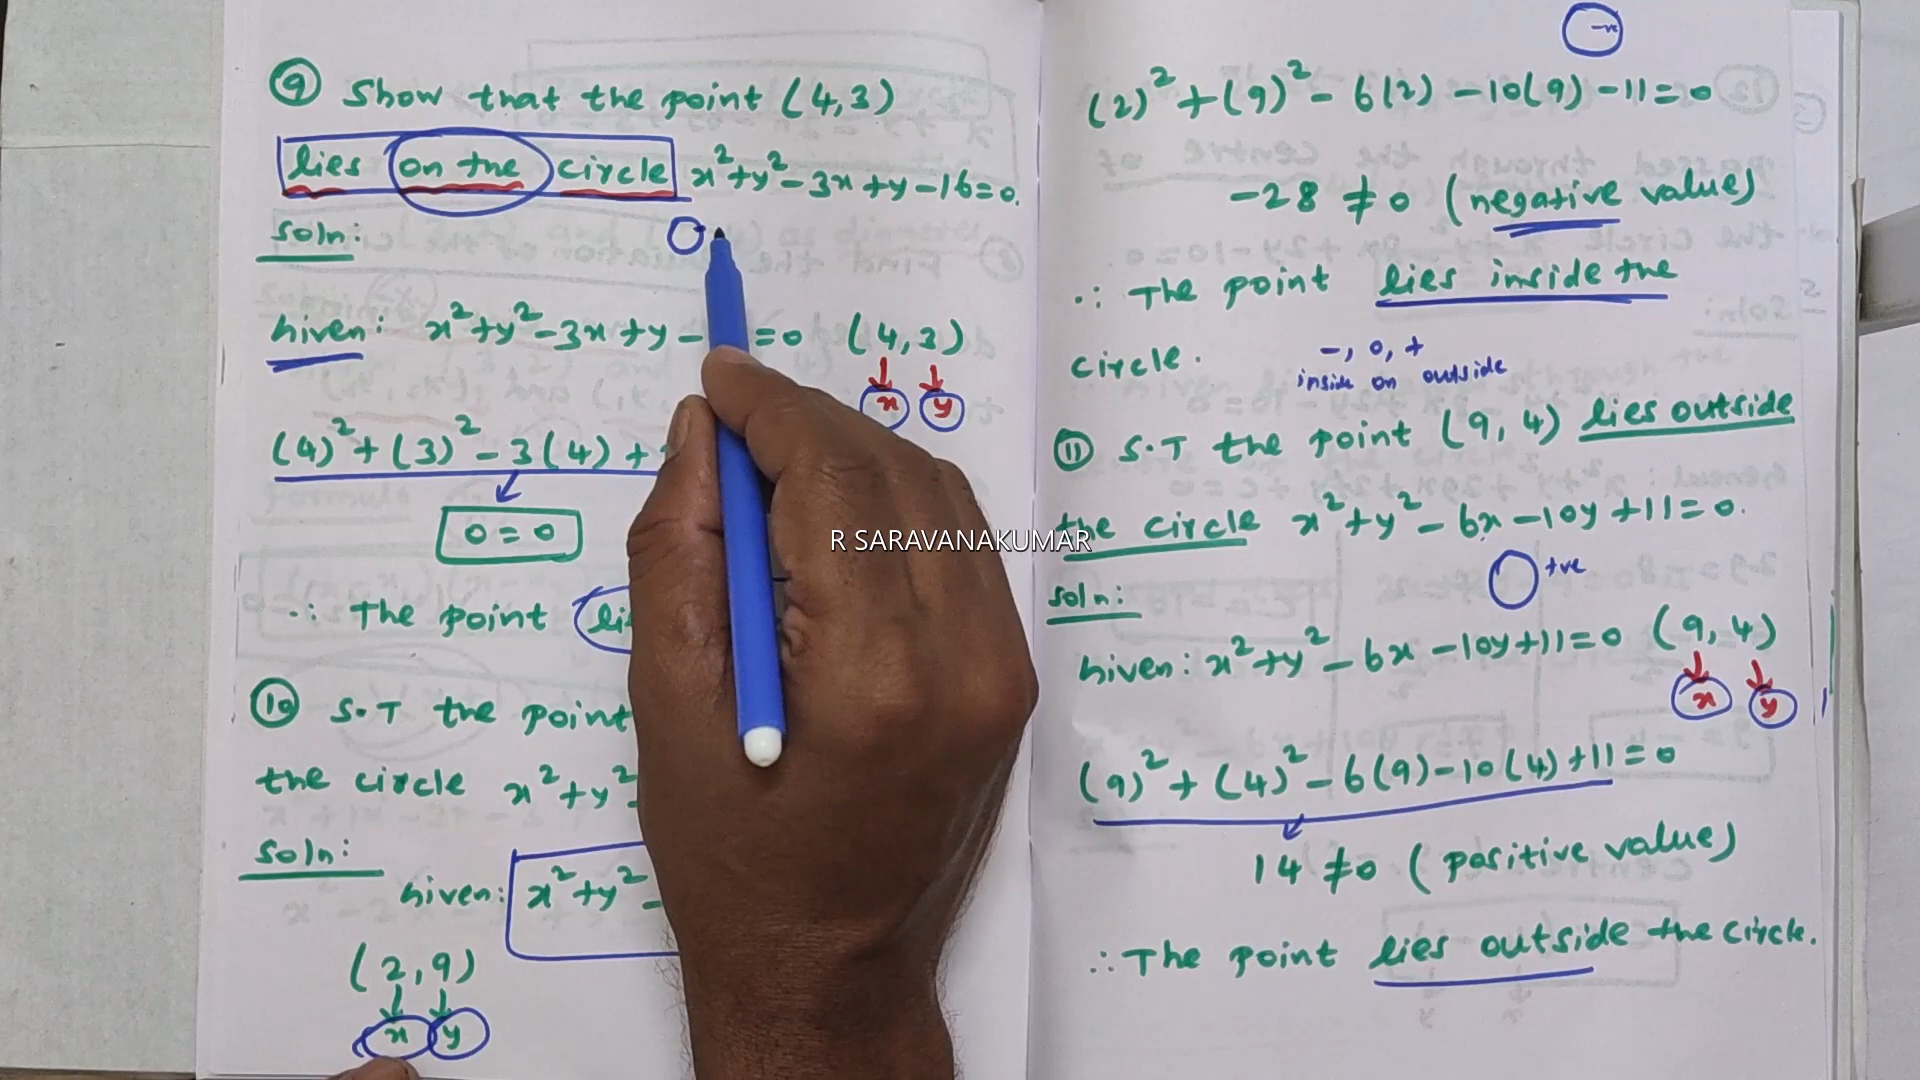 9 Show that the point (4,3)
lies on the circle x²+y²-3x+y-16=0.
Soln:
Given: x²+y²-3x+y- =0 (4,3)
x y
(4)²+(3)²-3(4)+
0=0
∴ The point
10 S.T the point
the circle x²+y²-
Soln:
Given: x²+y²-
(2,9)
x y
-ve
(2)²+(9)²-6(2)-10(9)-11=0
-28≠0 (negative value)
∴ The point lies inside the
circle.
-, 0, +
inside on outside
11 S.T the point (9,4) lies outside
the circle x²+y²-6x-10y+11=0.
+ve
Soln:
Given: x²+y²-6x-10y+11=0 (9,4)
x y
(9)²+(4)²-6(9)-10(4)+11=0
14≠0 (positive value)
∴ The point lies outside the circle.
R SARAVANAKUMAR